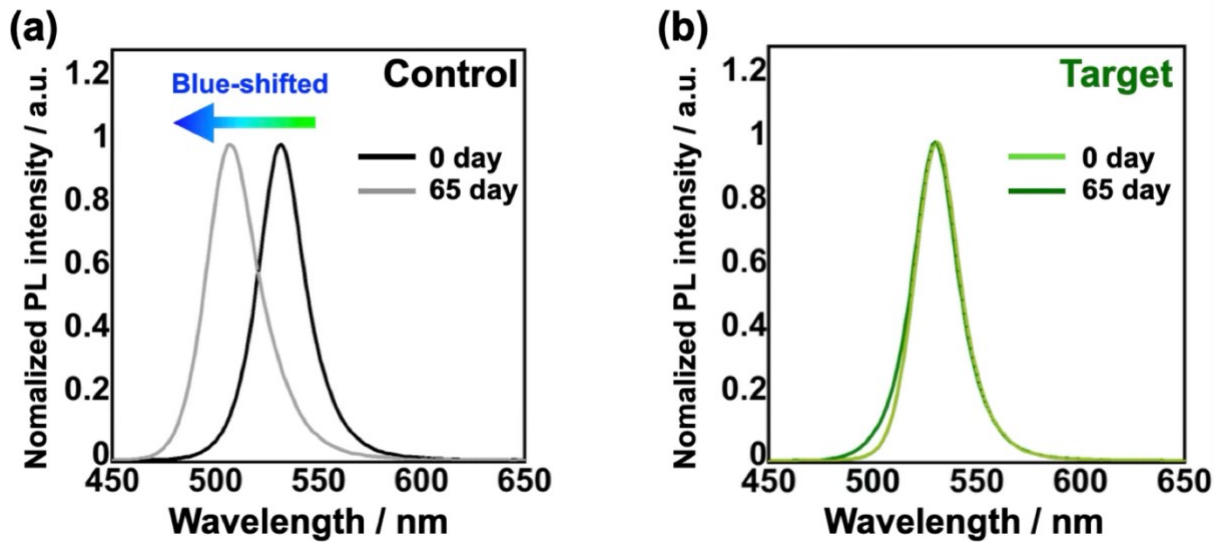 (a)
Control
Blue-shifted
0 day
65 day
Nomalized PL intensity / a.u.
1.2
1
0.8
0.6
0.4
0.2
0
450 500 550 600 650
Wavelength / nm
(b)
Target
0 day
65 day
Nomalized PL intensity / a.u.
1.2
1
0.8
0.6
0.4
0.2
0
450 500 550 600 650
Wavelength / nm